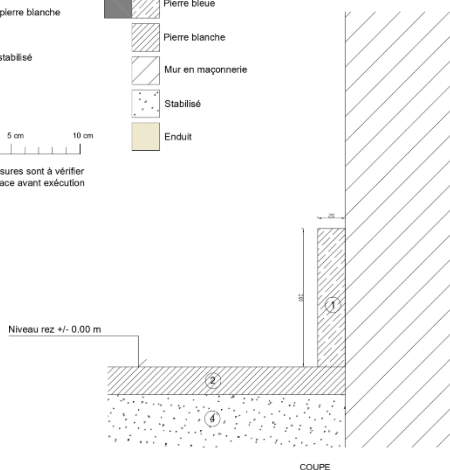 Pierre bleue
pierre blanche
Pierre blanche
stabilisé
Mur en maçonnerie
Stabilisé
5 cm 10 cm
Enduit
sures sont à vérifier
ace avant exécution
1
Niveau rez +/- 0.00 m
2
4
COUPE